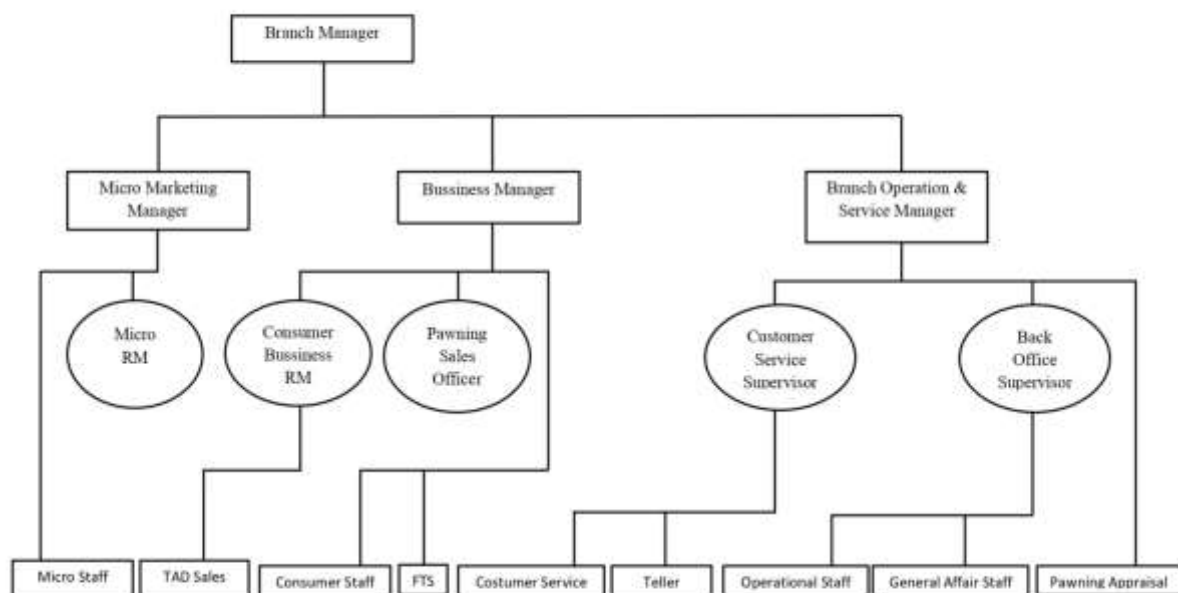 Branch Manager
Micro Marketing
Manager
Bussiness Manager
Branch Operation &
Service Manager
Micro
RM
Consumer
Bussiness
RM
Pawning
Sales
Officer
Customer
Service
Supervisor
Back
Office
Supervisor
Micro Staff
TAD Sales
Consumer Staff
FTS
Costumer Service
Teller
Operational Staff
General Affair Staff
Pawning Appraisal